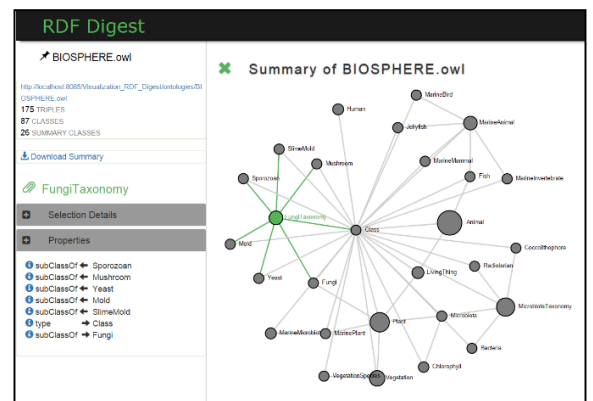 RDF Digest
BIOSPHERE.owl
http://localhost:8085/Visualization_RDF_Digest/ontologies/BI
OSPHERE.owl
175 TRIPLES
87 CLASSES
26 SUMMARY CLASSES
Download Summary
FungiTaxonomy
Selection Details
Properties
subClassOf ← Sporozoan
subClassOf ← Mushroom
subClassOf ← Yeast
subClassOf ← Mold
subClassOf ← SlimeMold
type → Class
subClassOf → Fungi
Summary of BIOSPHERE.owl
MarineBird
Human
Jellyfish
MarineAnimal
SlimeMold
Mushroom
MarineMammal
Sporozoan
Fish
MarineInvertebrate
FungiTaxonomy
Class
Animal
Mold
Coccolithophore
Yeast
Fungi
LivingThing
Radiolarian
MicrobiotaTaxonomy
Plant
Microbiota
MarineMicrobiota
MarinePlant
Bacteria
Chlorophyll
VegetationSpecies
Vegetation